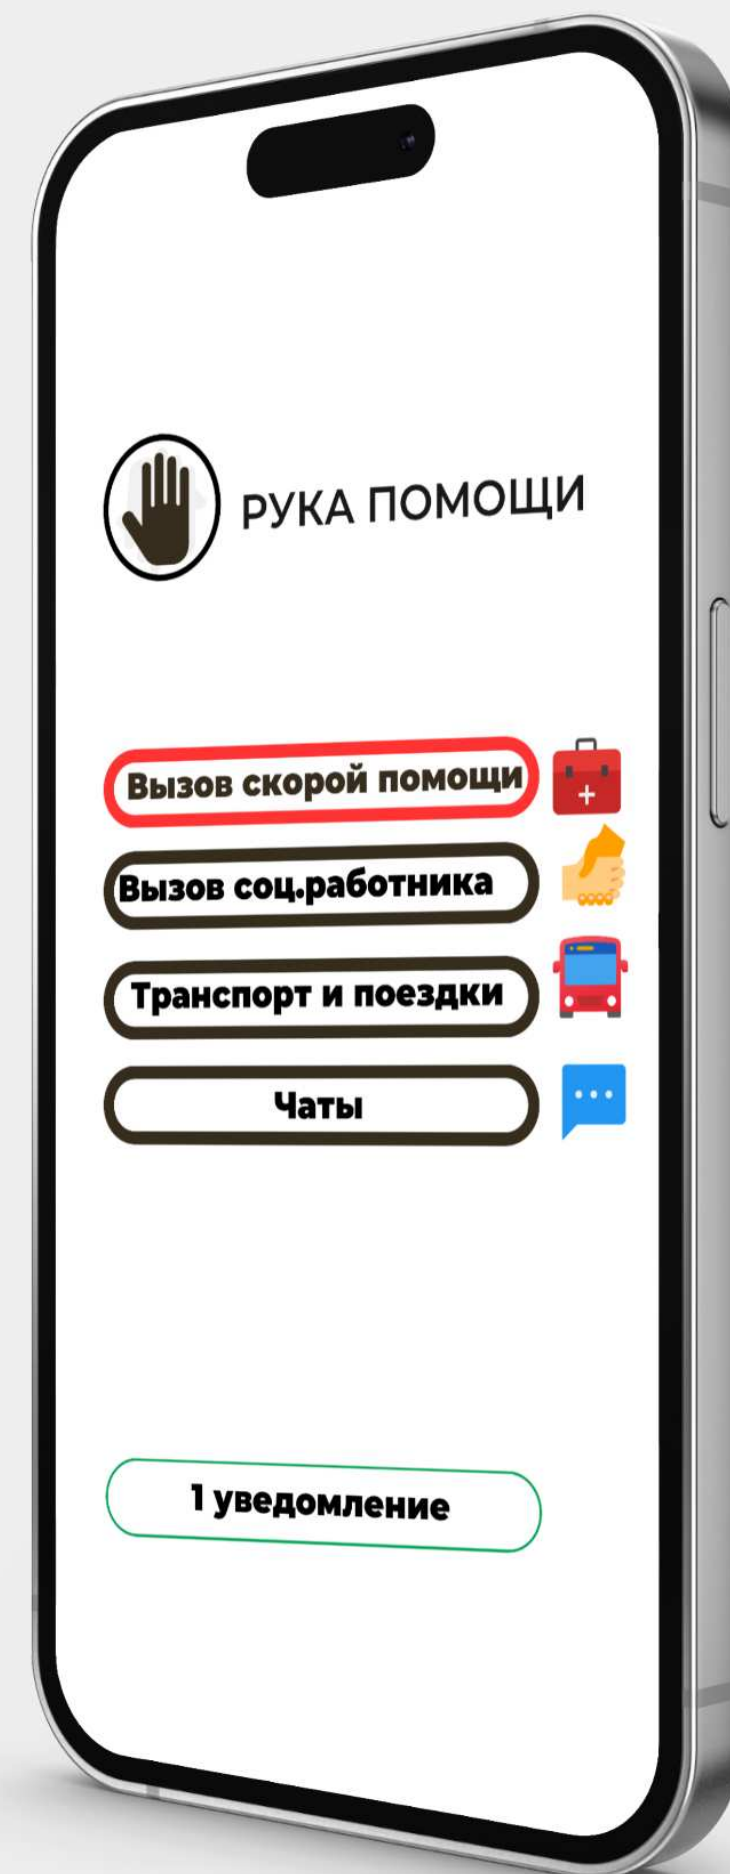 РУКА ПОМОЩИ
Вызов скорой помощи
Вызов соц.работника
Транспорт и поездки
Чаты
1 уведомление